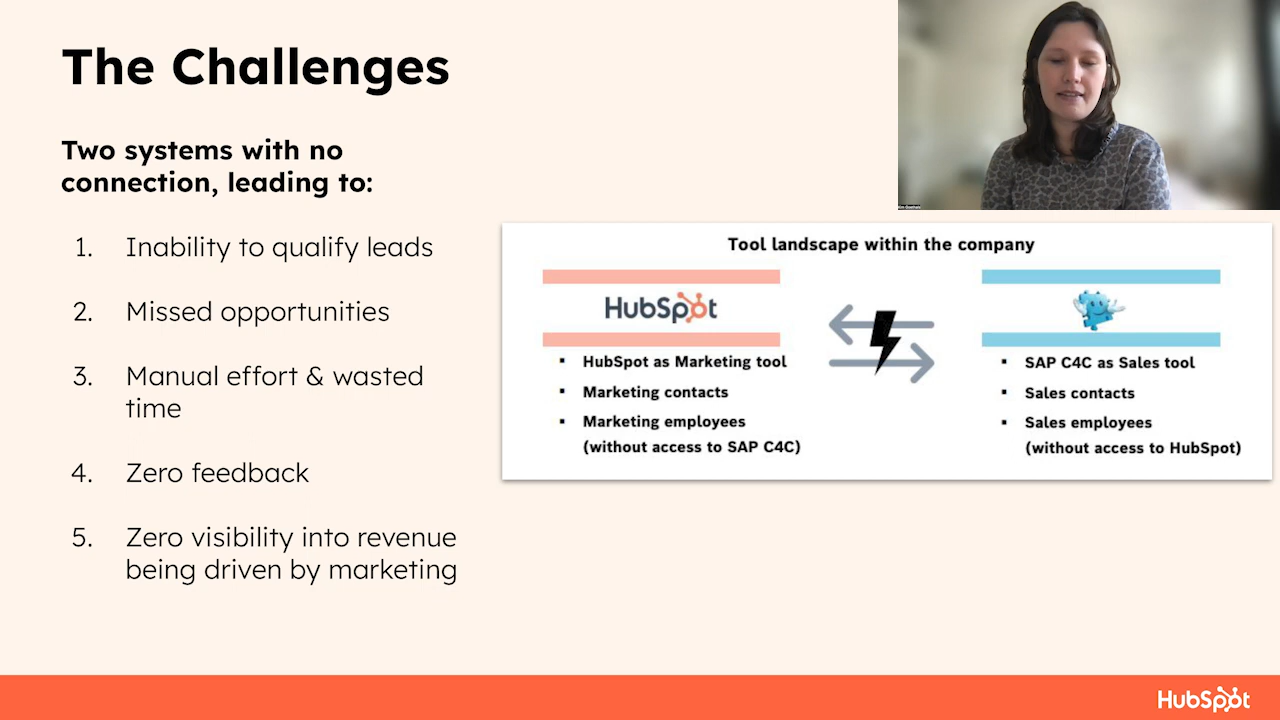 The Challenges
Two systems with no
connection, leading to:
1. Inability to qualify leads
2. Missed opportunities
3. Manual effort & wasted
time
4. Zero feedback
5. Zero visibility into revenue
being driven by marketing
Tool landscape within the company
HubSpot
▪ HubSpot as Marketing tool
▪ Marketing contacts
▪ Marketing employees
(without access to SAP C4C)
▪ SAP C4C as Sales tool
▪ Sales contacts
▪ Sales employees
(without access to HubSpot)
HubSpot